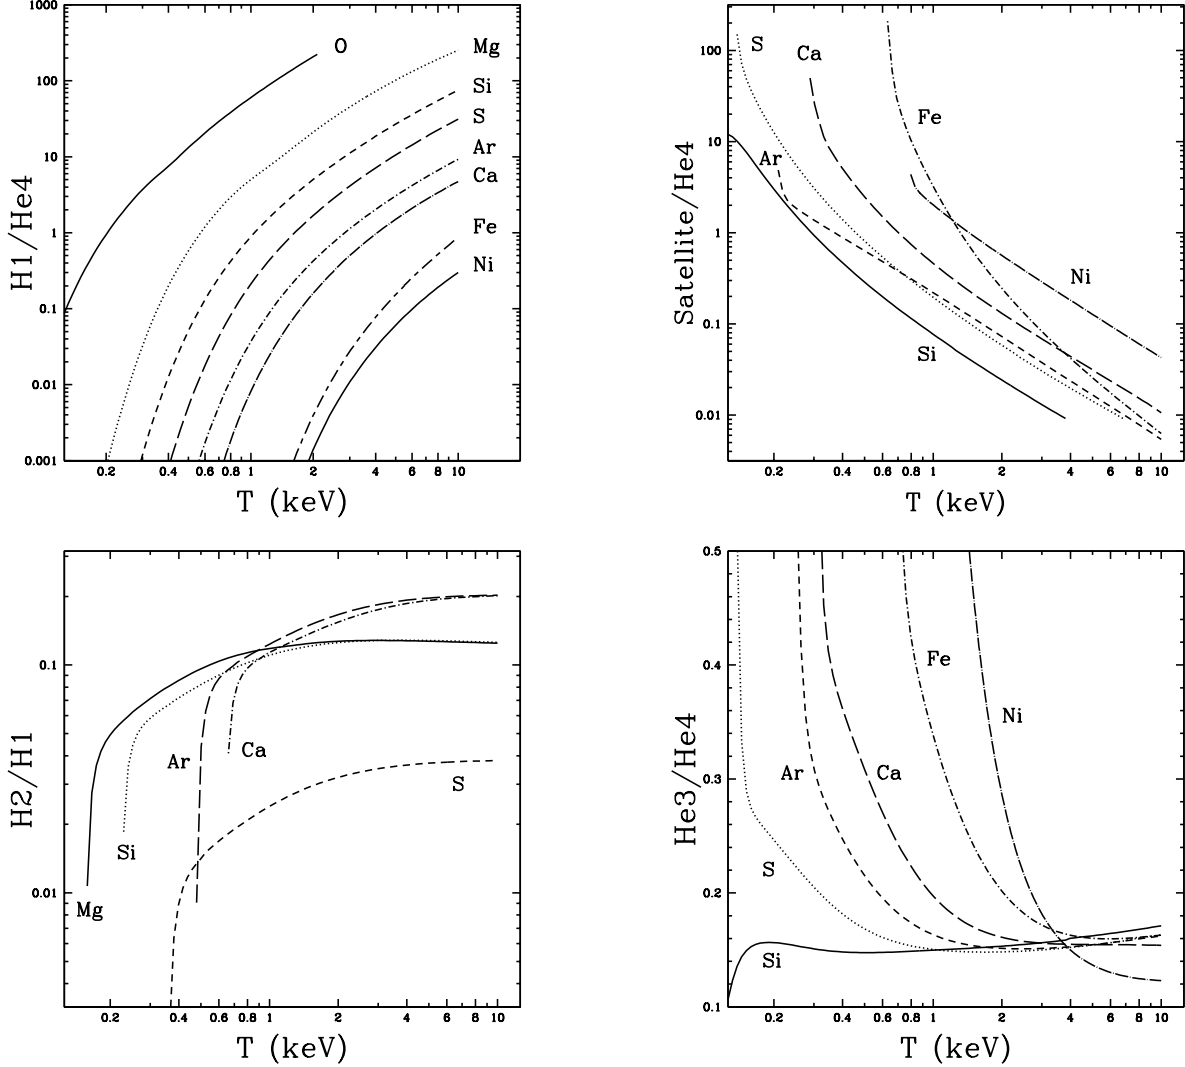 1000
100
10
1
0.1
0.01
0.001
H1/He4
O
Mg
Si
S
Ar
Ca
Fe
Ni
0.2 0.4 0.6 0.8 1 2 4 6 8 10
T (keV)
100
10
1
0.1
0.01
Satellite/He4
S
Ca
Fe
Ar
Ni
Si
0.2 0.4 0.6 0.8 1 2 4 6 8 10
T (keV)
0.1
0.01
H2/H1
Ar
Ca
S
Si
Mg
0.2 0.4 0.6 0.8 1 2 4 6 8 10
T (keV)
0.5
0.4
0.3
0.2
0.1
He3/He4
Fe
Ni
Ar
Ca
S
Si
0.2 0.4 0.6 0.8 1 2 4 6 8 10
T (keV)